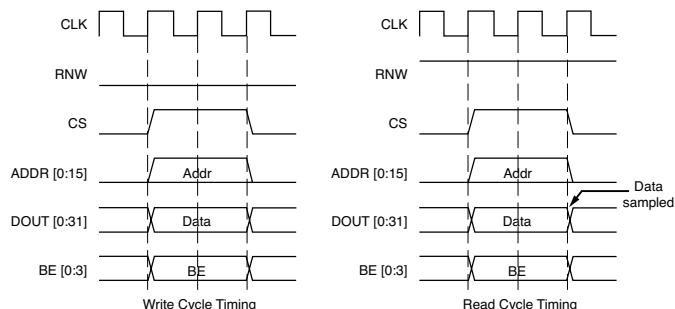 CLK
RNW
CS
ADDR [0:15]
Addr
DOUT [0:31]
Data
BE [0:3]
BE
Write Cycle Timing
CLK
RNW
CS
ADDR [0:15]
Addr
Data
sampled
DOUT [0:31]
Data
BE [0:3]
BE
Read Cycle Timing